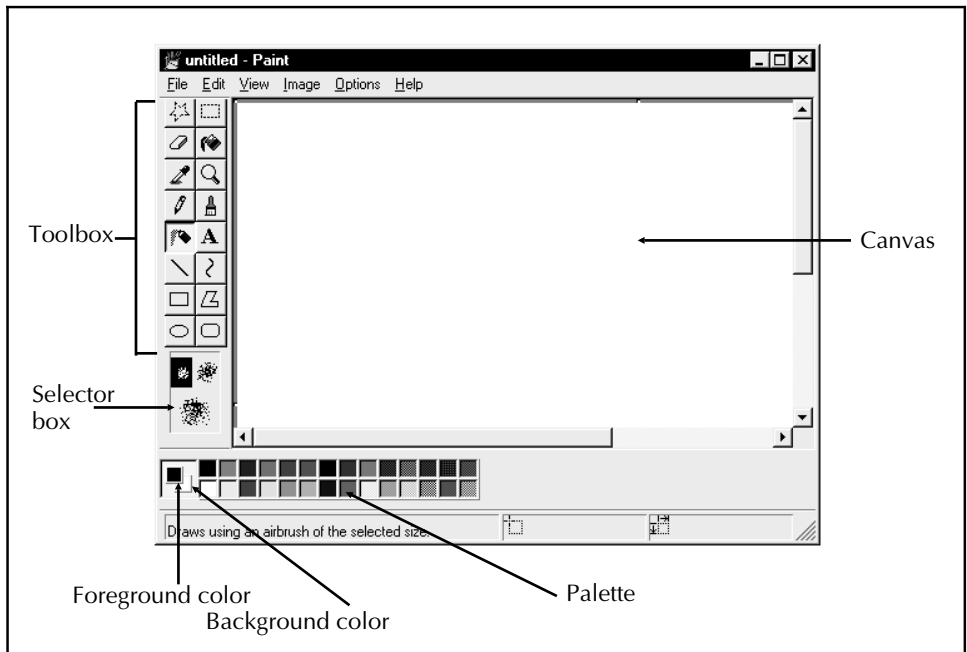 untitled - Paint
File Edit View Image Options Help
A
Toolbox
Canvas
Selector
box
Draws using an airbrush of the selected size.
Foreground color
Background color
Palette